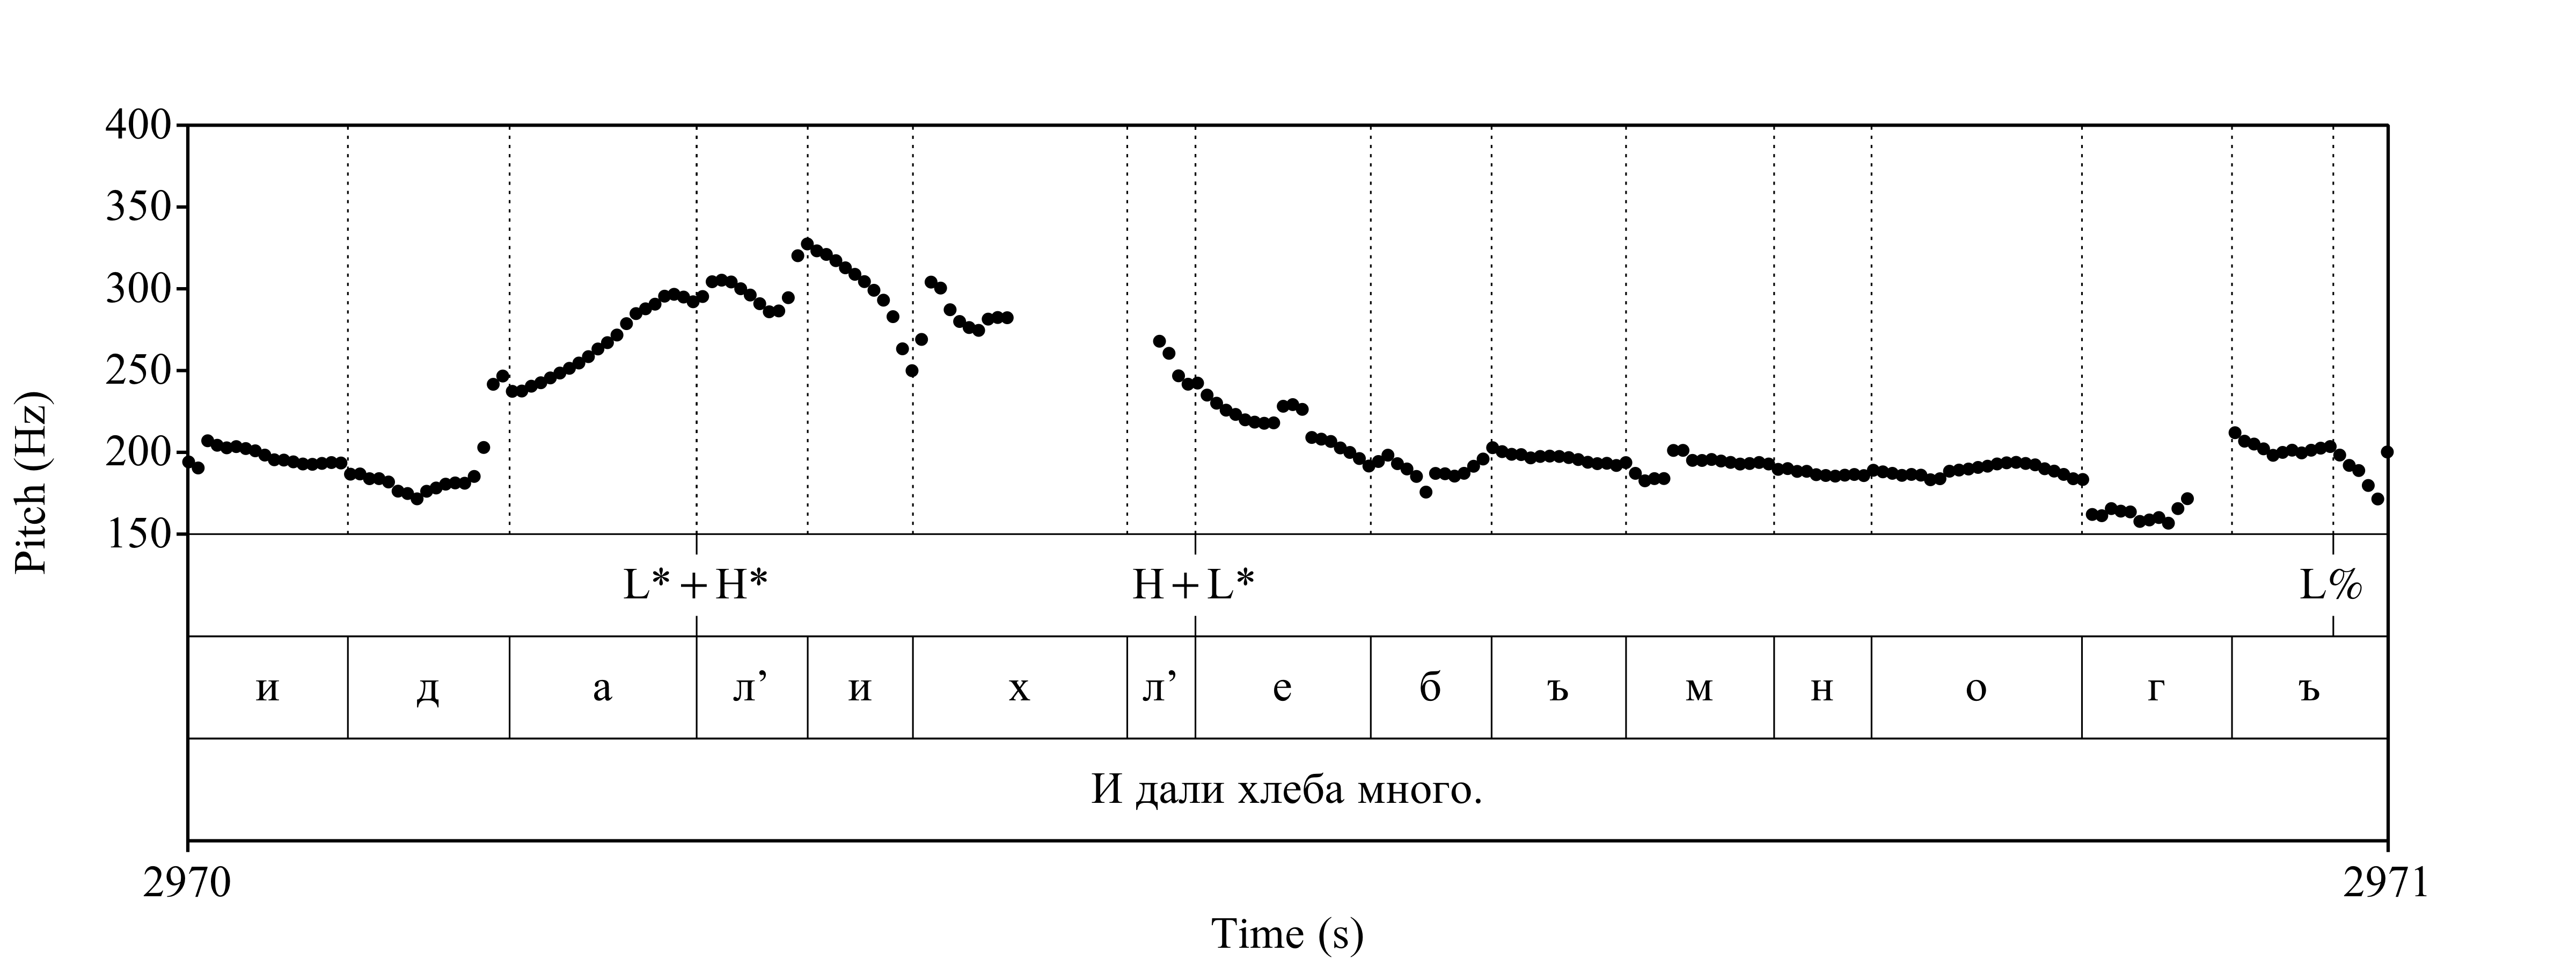 400
350
300
250
200
150
Pitch (Hz)
L*+H* H+L* L%
и д а л’ и х л’ е б ъ м н о г ъ
И дали хлеба много.
2970 2971
Time (s)